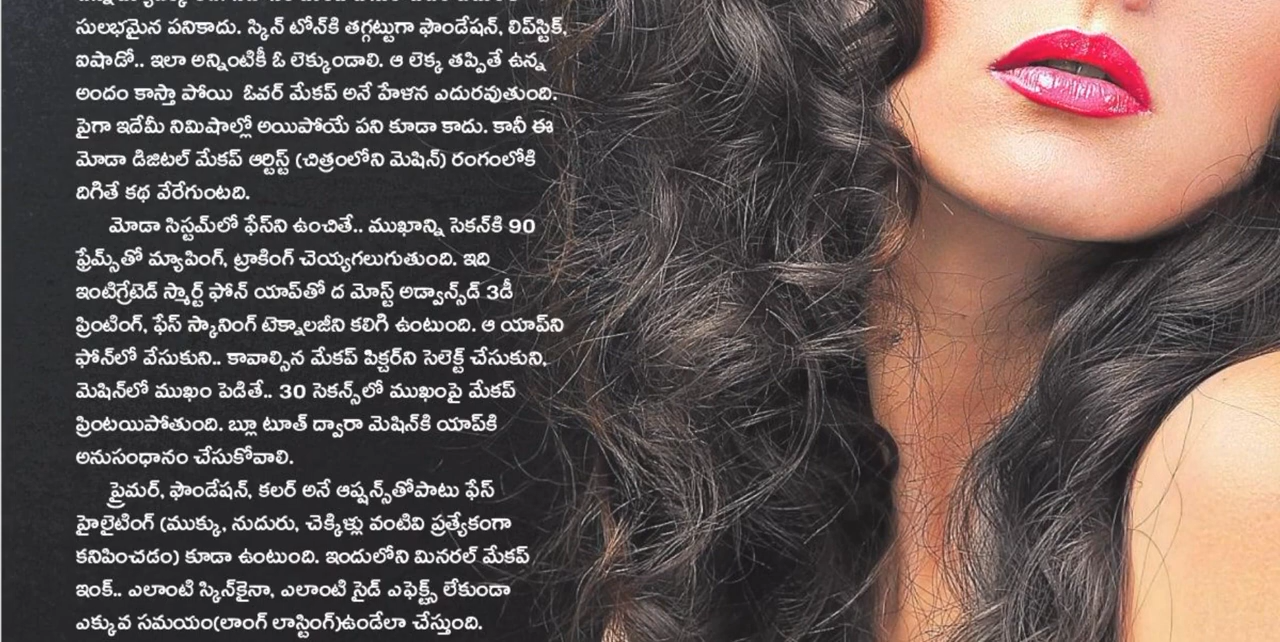 సులభమైన పనికాదు. స్కిన్ టోన్‌కి తగ్గట్టుగా ఫౌండేషన్, లిప్‌స్టిక్,
ఐషాడో.. ఇలా అన్నింటికీ ఓ లెక్కుండాలి. ఆ లెక్క తప్పితే ఉన్న
అందం కాస్తా పోయి ఓవర్ మేకప్ అనే హేళన ఎదురవుతుంది.
పైగా ఇదేమీ నిమిషాల్లో అయిపోయే పని కూడా కాదు. కానీ ఈ
మోడా డిజిటల్ మేకప్ ఆర్టిస్ట్ (చిత్రంలోని మెషిన్) రంగంలోకి
దిగితే కథ వేరేగుంటది.
మోడా సిస్టమ్‌లో ఫేస్‌ని ఉంచితే.. ముఖాన్ని సెకన్‌కి 90
ఫ్రేమ్స్‌తో మ్యాపింగ్, ట్రాకింగ్ చెయ్యగలుగుతుంది. ఇది
ఇంటిగ్రేటెడ్ స్మార్ట్ ఫోన్ యాప్‌తో ద మోస్ట్ అడ్వాన్స్‌డ్ 3డీ
ప్రింటింగ్, ఫేస్ స్కానింగ్ టెక్నాలజీని కలిగి ఉంటుంది. ఆ యాప్‌ని
ఫోన్‌లో వేసుకుని.. కావాల్సిన మేకప్ పిక్చర్‌ని సెలెక్ట్ చేసుకుని,
మెషిన్‌లో ముఖం పెడితే.. 30 సెకన్స్‌లో ముఖంపై మేకప్
ప్రింటయిపోతుంది. బ్లూ టూత్ ద్వారా మెషిన్‌కి యాప్‌కి
అనుసంధానం చేసుకోవాలి.
ప్రైమర్, ఫౌండేషన్, కలర్ అనే ఆప్షన్స్‌తోపాటు ఫేస్
హైలైటింగ్ (ముక్కు, నుదురు, చెక్కిళ్లు వంటివి ప్రత్యేకంగా
కనిపించడం) కూడా ఉంటుంది. ఇందులోని మినరల్ మేకప్
ఇంక్.. ఎలాంటి స్కిన్‌కైనా, ఎలాంటి సైడ్ ఎఫెక్ట్స్ లేకుండా
ఎక్కువ సమయం(లాంగ్ లాస్టింగ్)ఉండేలా చేస్తుంది.